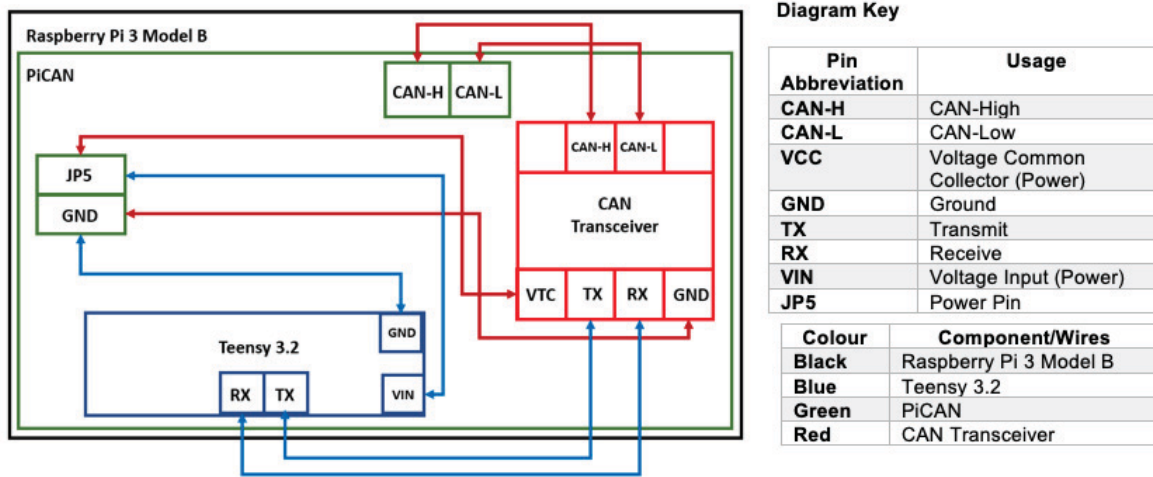 Raspberry Pi 3 Model B
PiCAN
CAN-H CAN-L
CAN-H CAN-L
JP5
GND
CAN
Transceiver
VTC TX RX GND
GND
Teensy 3.2
RX TX
VIN
Diagram Key
Pin Abbreviation Usage
CAN-H CAN-High
CAN-L CAN-Low
VCC Voltage Common
Collector (Power)
GND Ground
TX Transmit
RX Receive
VIN Voltage Input (Power)
JP5 Power Pin
Colour Component/Wires
Black Raspberry Pi 3 Model B
Blue Teensy 3.2
Green PiCAN
Red CAN Transceiver